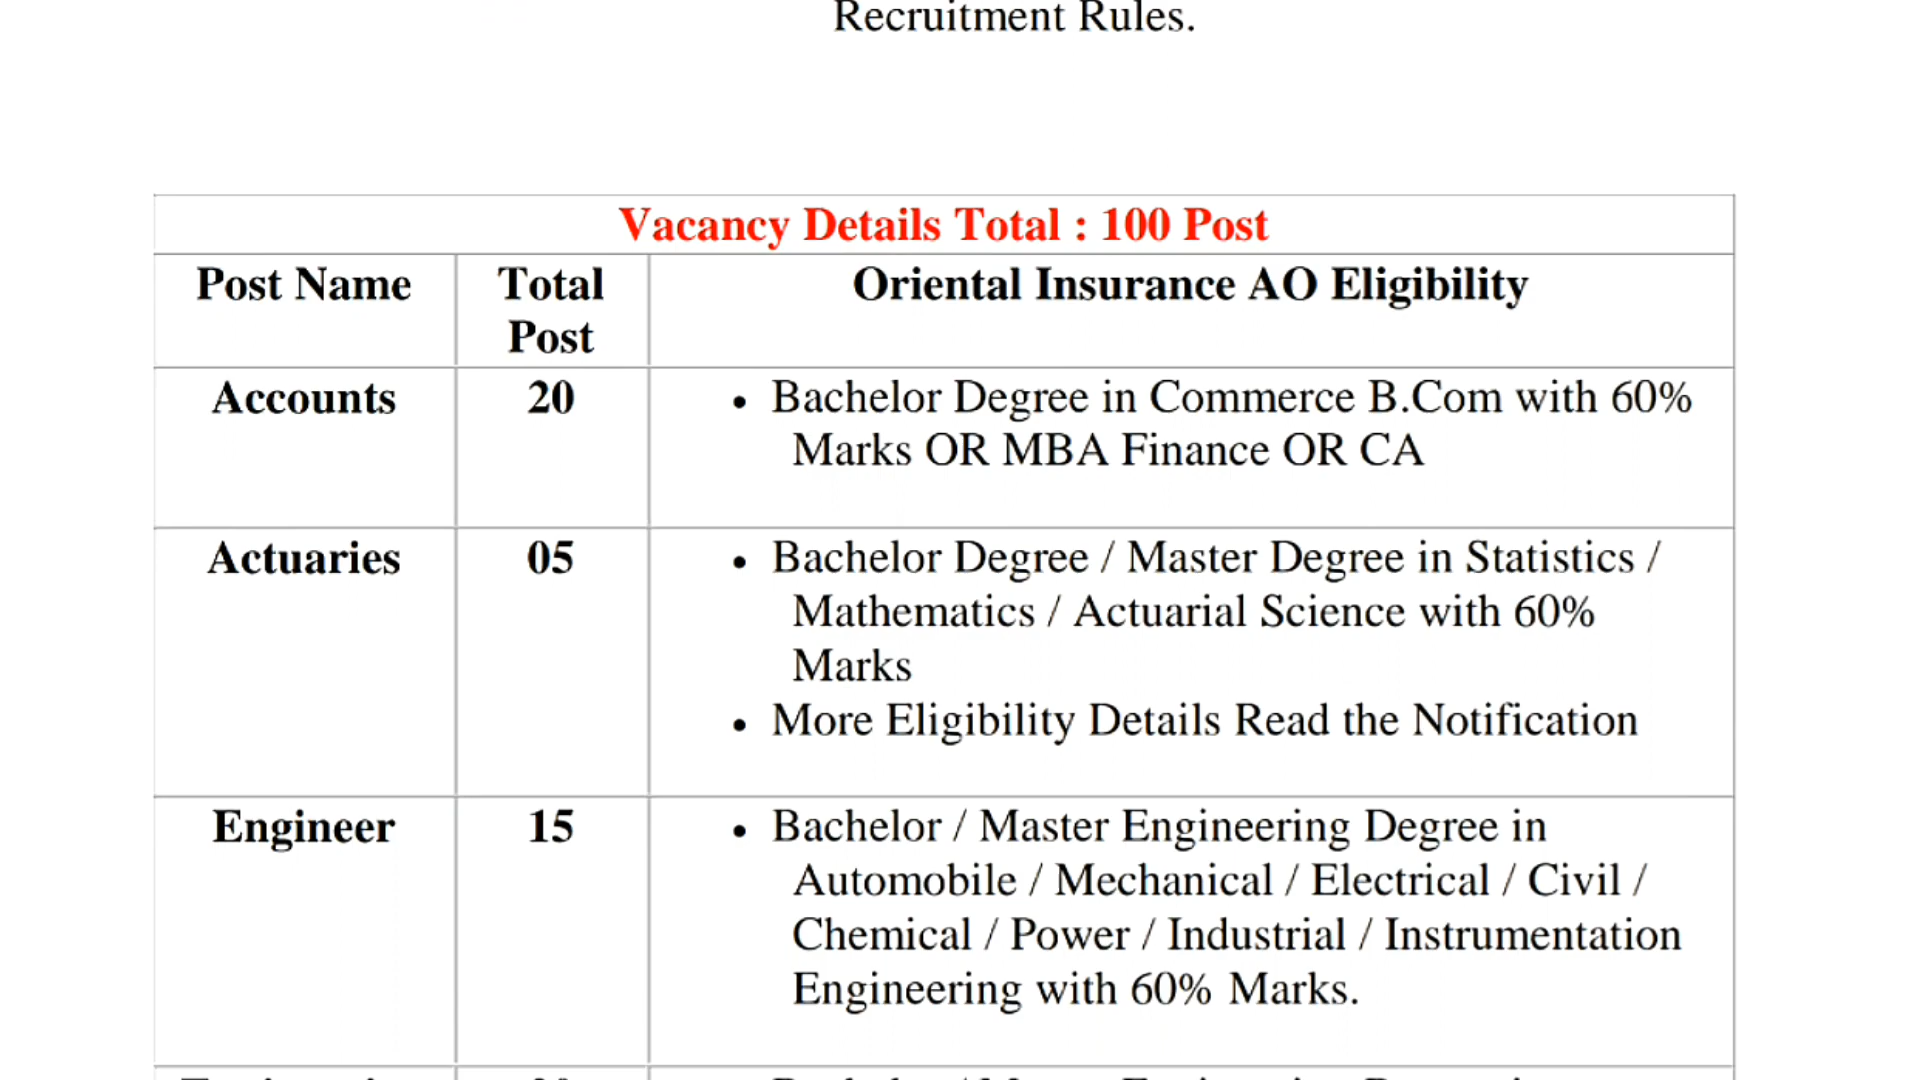 Recruitment Rules.
Vacancy Details Total : 100 Post
Post Name
Total
Post
Oriental Insurance AO Eligibility
Accounts
20
• Bachelor Degree in Commerce B.Com with 60%
Marks OR MBA Finance OR CA
Actuaries
05
• Bachelor Degree / Master Degree in Statistics /
Mathematics / Actuarial Science with 60%
Marks
• More Eligibility Details Read the Notification
Engineer
15
• Bachelor / Master Engineering Degree in
Automobile / Mechanical / Electrical / Civil /
Chemical / Power / Industrial / Instrumentation
Engineering with 60% Marks.